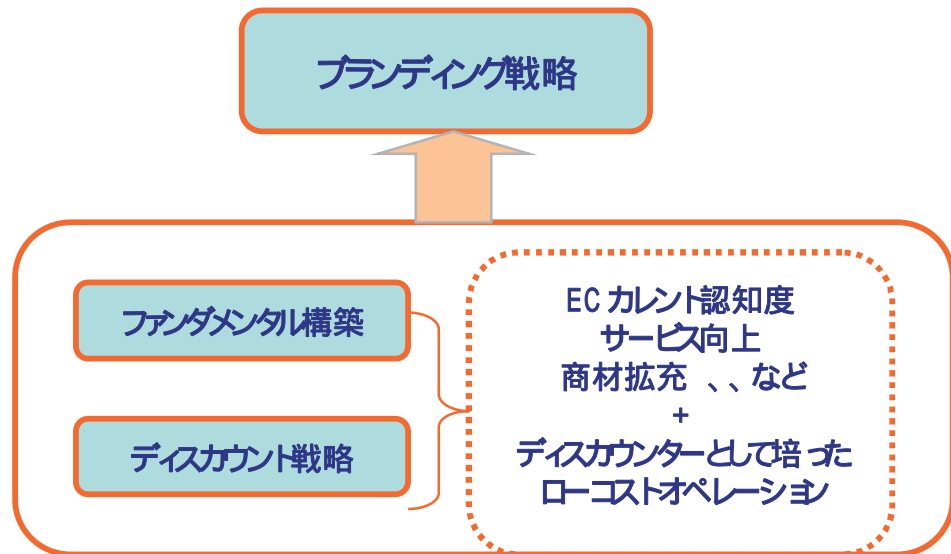 ブランディング戦略
ファンダメンタル構築
ディスカウント戦略
EC カレント認知度
サービス向上
商材拡充 、、など
+
ディスカウンターとして培った
ローコストオペレーション